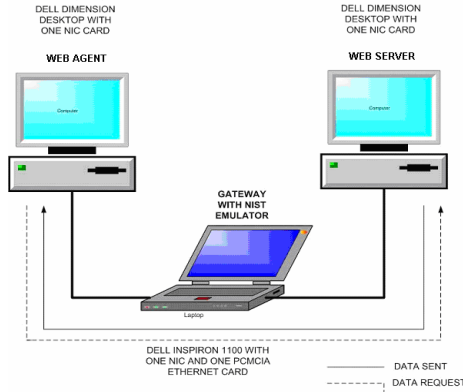 DELL DIMENSION
DESKTOP WITH
ONE NIC CARD
WEB AGENT
Computer
DELL DIMENSION
DESKTOP WITH
ONE NIC CARD
WEB SERVER
Computer
GATEWAY
WITH NIST
EMULATOR
Laptop
DELL INSPIRON 1100 WITH
ONE NIC AND ONE PCMCIA
ETHERNET CARD
DATA SENT
DATA REQUEST